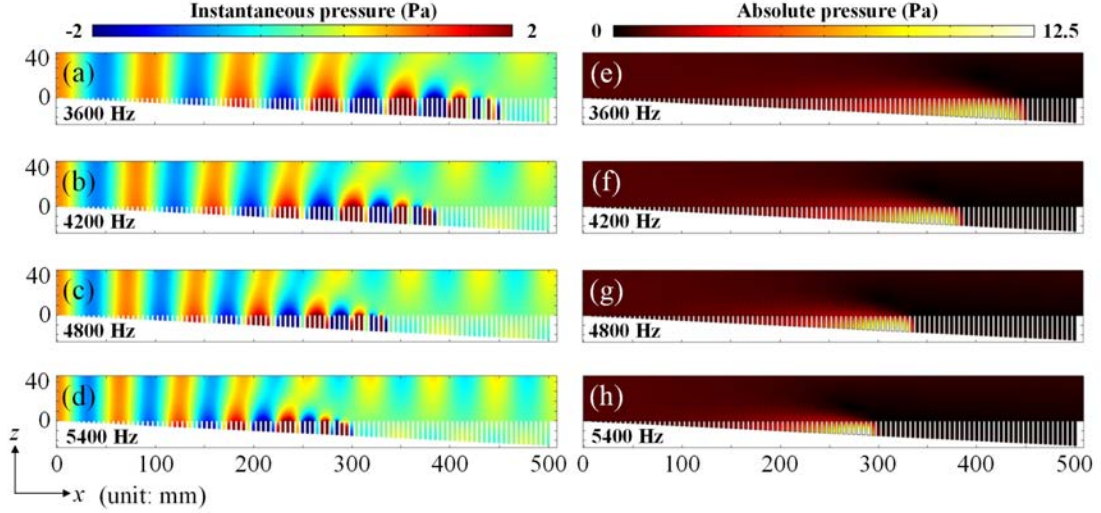 Instantaneous pressure (Pa)
-2 2
Absolute pressure (Pa)
0 12.5
40
0
(a)
3600 Hz
(e)
3600 Hz
40
0
(b)
4200 Hz
(f)
4200 Hz
40
0
(c)
4800 Hz
(g)
4800 Hz
40
0
(d)
5400 Hz
(h)
5400 Hz
0 100 200 300 400 500
0 100 200 300 400 500
z
x (unit: mm)